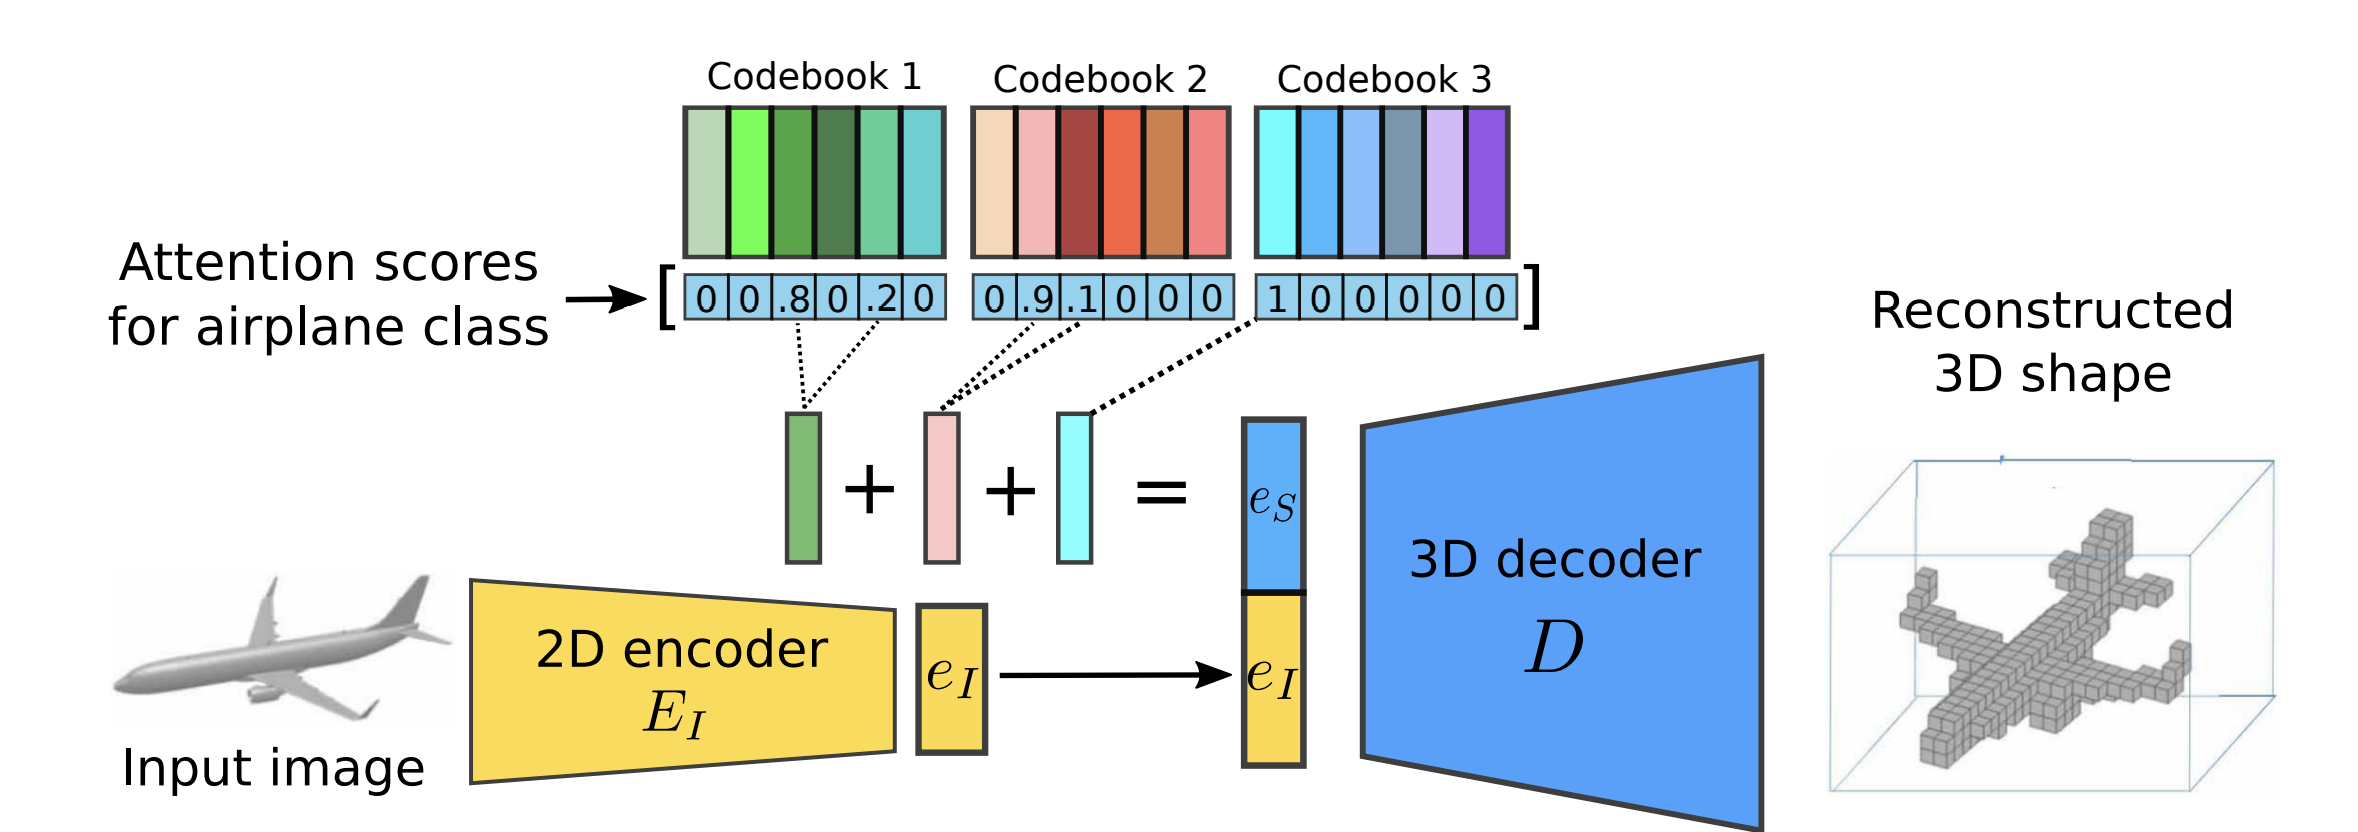 Codebook 1
Codebook 2
Codebook 3
Attention scores
for airplane class
[ 0 0 .8 0 .2 0 0 .9 .1 0 0 0 1 0 0 0 0 0 ]
Reconstructed
3D shape
+ + =
e_S
3D decoder
D
2D encoder
E_I
e_I
e_I
Input image